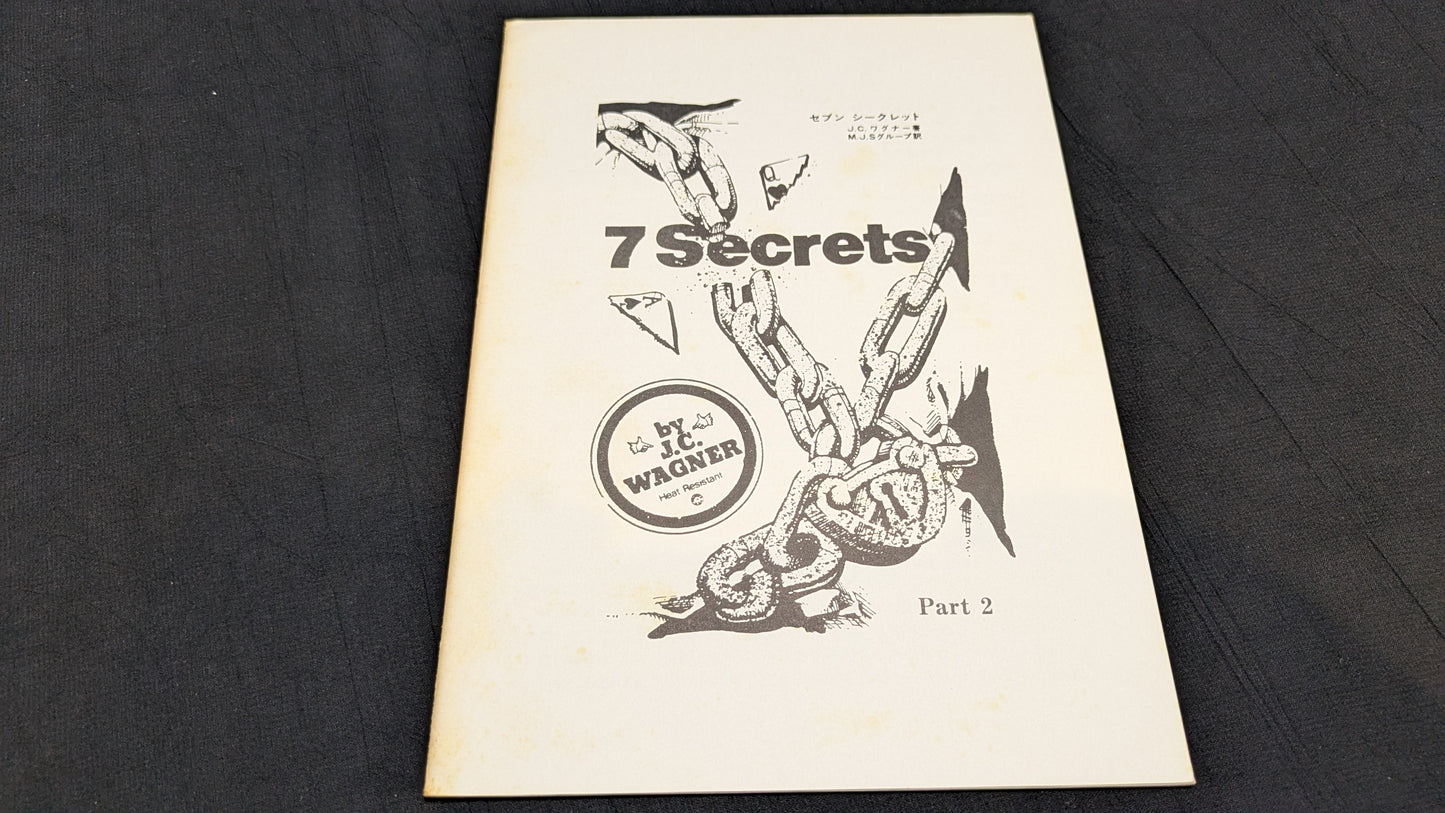 セブン シークレット
J.C.ワグナー著
M.J.Sグループ訳
Q
7 Secrets
by
J.C.
WAGNER
Heat Resistant
Part 2